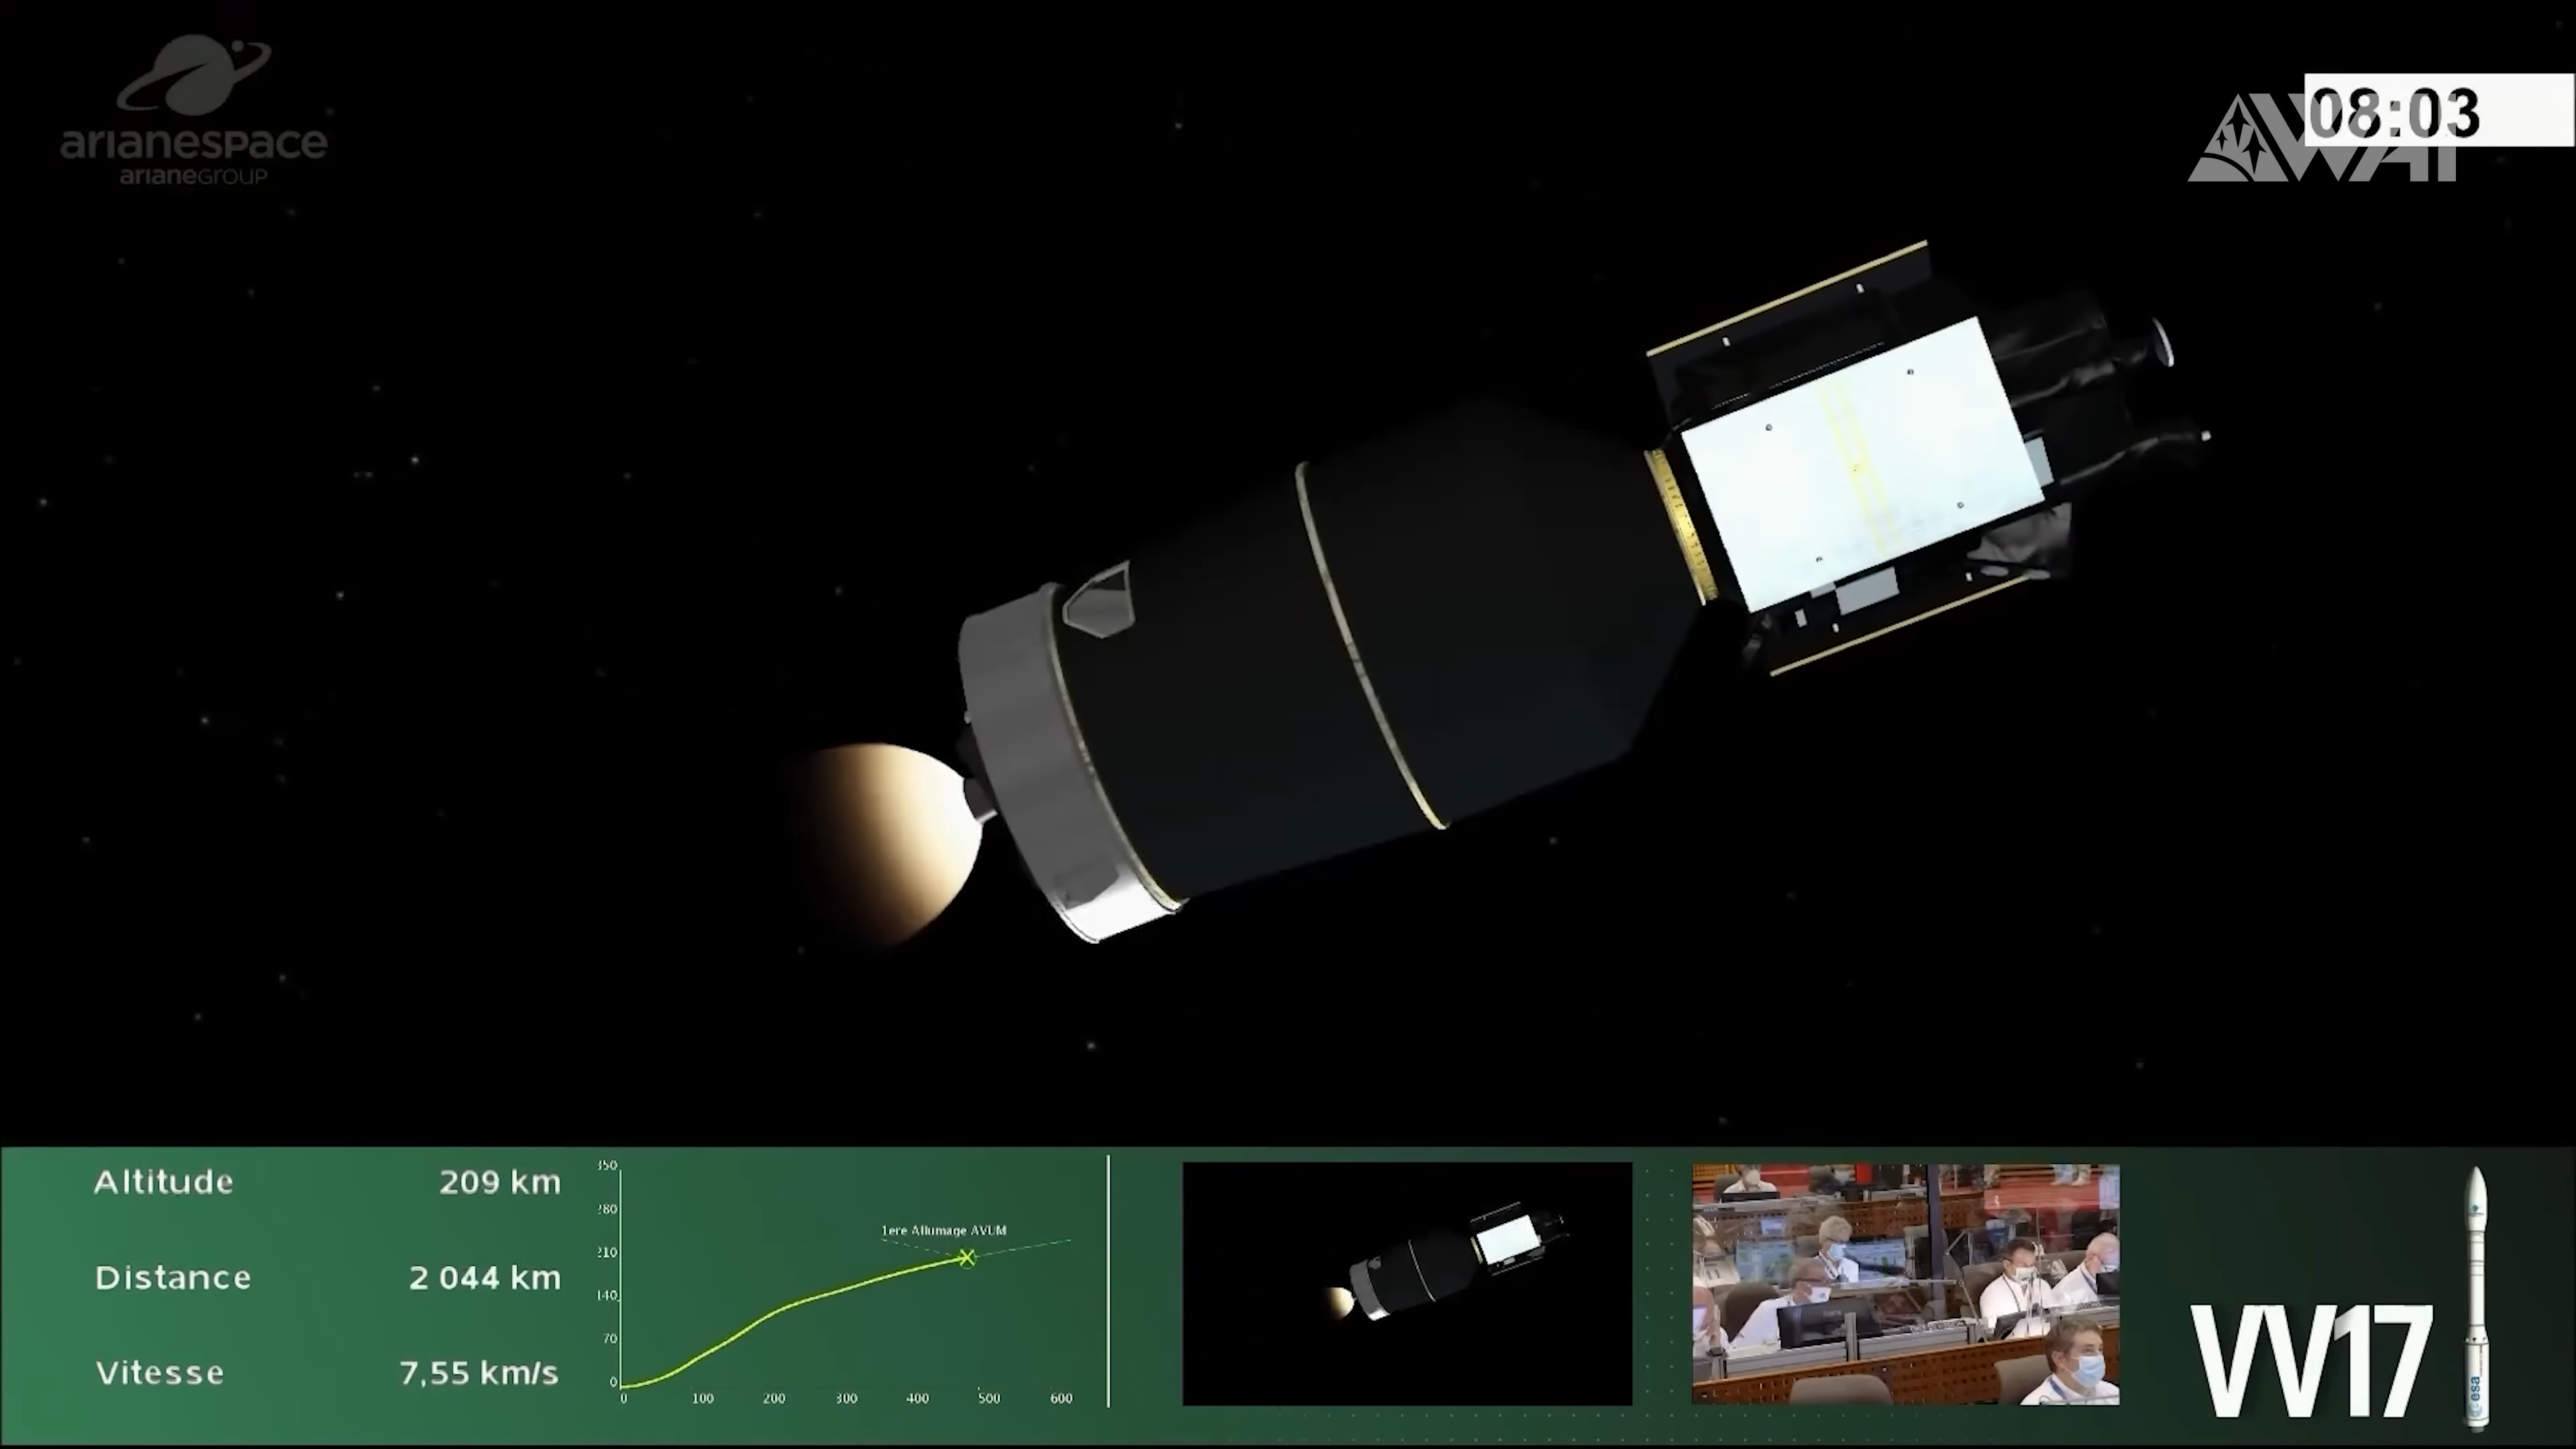 arianespace
arianeGROUP
08:03
AWAI
Altitude 209 km
Distance 2 044 km
Vitesse 7,55 km/s
350
280
210
140
70
0
1ere Allumage AVUM
0 100 200 300 400 500 600
VV17
esa